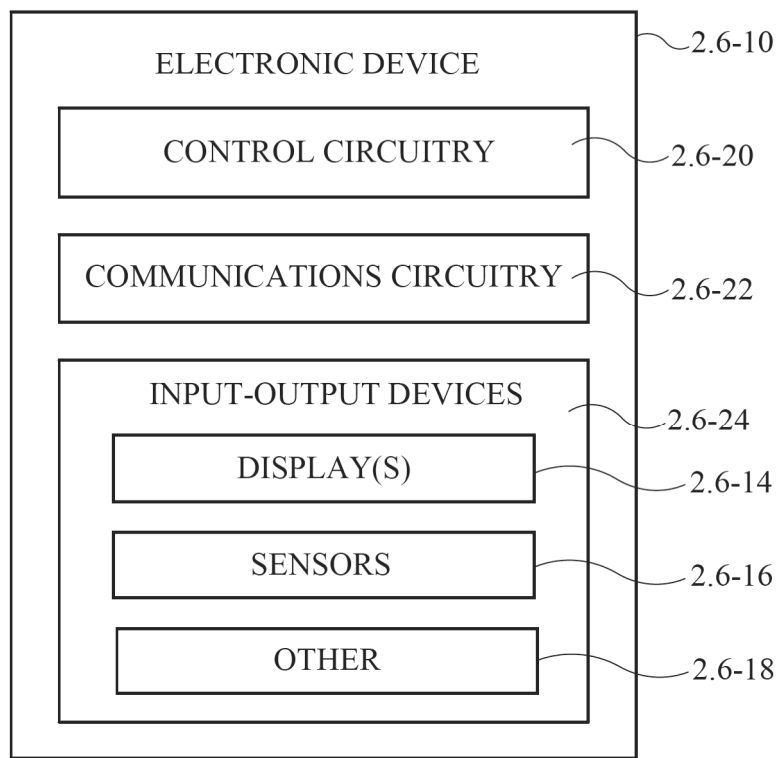 2.6-10
ELECTRONIC DEVICE
CONTROL CIRCUITRY
2.6-20
COMMUNICATIONS CIRCUITRY
2.6-22
INPUT-OUTPUT DEVICES
2.6-24
DISPLAY(S)
2.6-14
SENSORS
2.6-16
OTHER
2.6-18